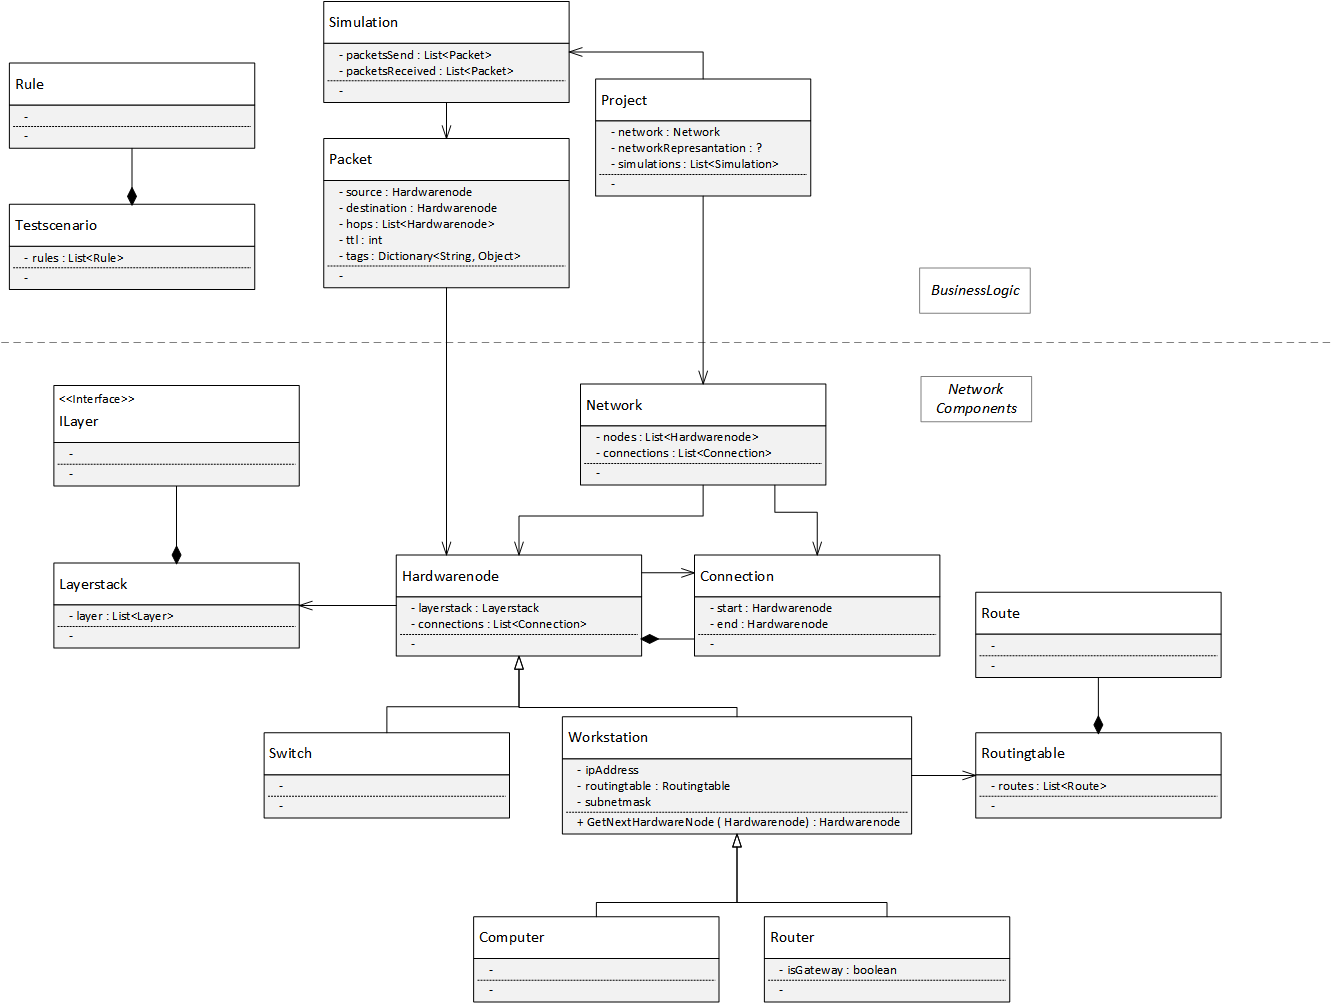 Simulation
- packetsSend : List<Packet>
- packetsReceived : List<Packet>
-
Rule
-
-
Project
- network : Network
- networkRepresantation : ?
- simulations : List<Simulation>
-
Packet
- source : Hardwarenode
- destination : Hardwarenode
- hops : List<Hardwarenode>
- ttl : int
- tags : Dictionary<String, Object>
-
Testscenario
- rules : List<Rule>
-
BusinessLogic
Network
Components
<<Interface>>
ILayer
-
-
Network
- nodes : List<Hardwarenode>
- connections : List<Connection>
-
Layerstack
- layer : List<Layer>
-
Hardwarenode
- layerstack : Layerstack
- connections : List<Connection>
-
Connection
- start : Hardwarenode
- end : Hardwarenode
-
Route
-
-
Switch
-
-
Workstation
- ipAddress
- routingtable : Routingtable
- subnetmask
+ GetNextHardwareNode ( Hardwarenode) : Hardwarenode
Routingtable
- routes : List<Route>
-
Computer
-
-
Router
- isGateway : boolean
-